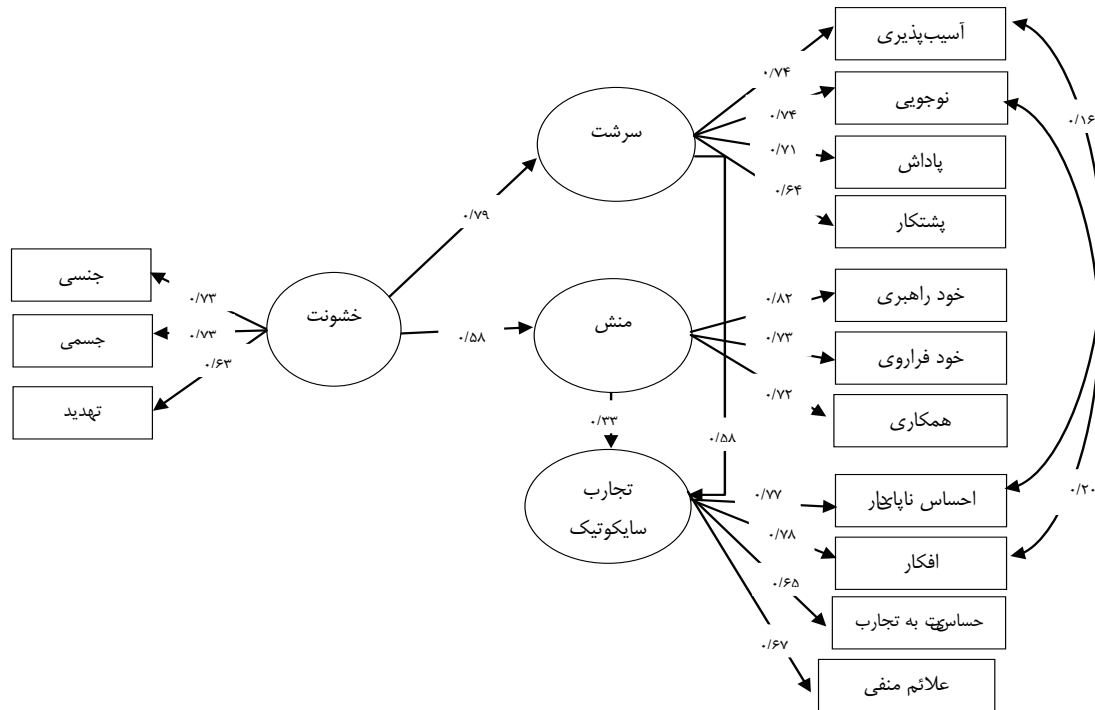 آسیب‌پذیری
۰/۷۴
نوجویی
۰/۷۴
۰/۱۶
سرشت
پاداش
۰/۷۱
پشتکار
۰/۶۴
۰/۷۹
جنسی
۰/۷۳
خشونت
جسمی
۰/۷۳
تهدید
۰/۶۳
۰/۵۸
منش
خود راهبری
۰/۸۲
خود فراروی
۰/۷۳
همکاری
۰/۷۲
۰/۳۳
۰/۵۸
تجارب
سایکوتیک
احساس ناپایدار
۰/۷۷
۰/۲۰
افکار
۰/۷۸
حساسیت به تجارب
۰/۶۵
علائم منفی
۰/۶۷